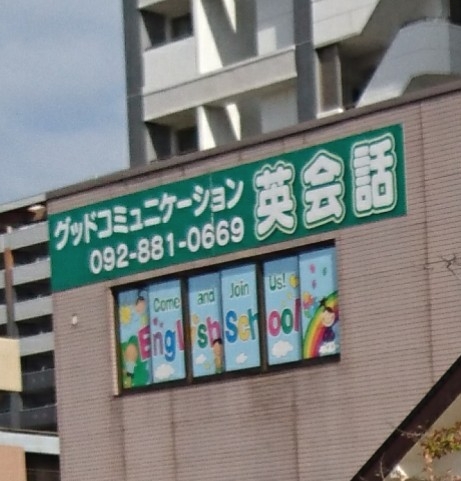 グッドコミュニケーション
092-881-0669
英会話
Come and Join Us!
English School